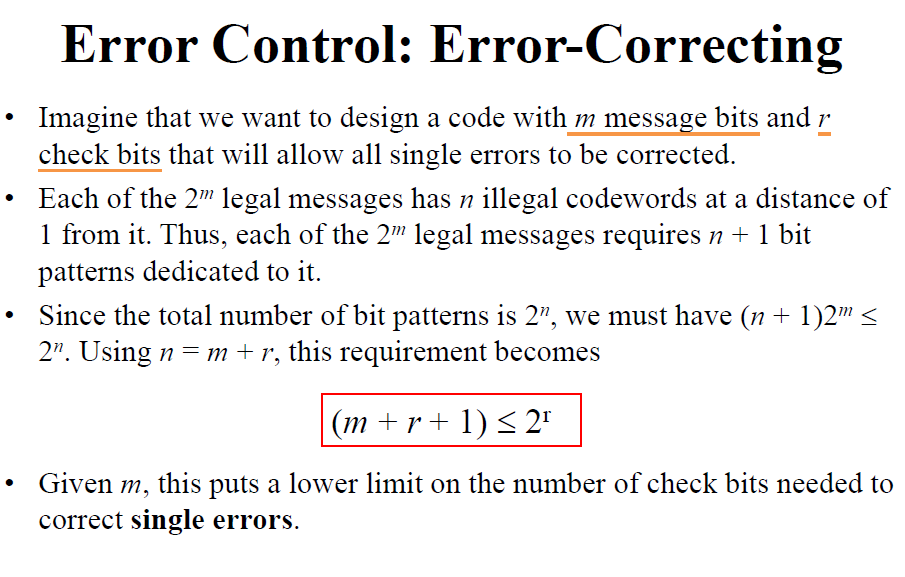 Error Control: Error-Correcting
• Imagine that we want to design a code with m message bits and r
check bits that will allow all single errors to be corrected.
• Each of the 2ᵐ legal messages has n illegal codewords at a distance of
1 from it. Thus, each of the 2ᵐ legal messages requires n + 1 bit
patterns dedicated to it.
• Since the total number of bit patterns is 2ⁿ, we must have (n + 1)2ᵐ ≤
2ⁿ. Using n = m + r, this requirement becomes
(m + r + 1) ≤ 2ʳ
• Given m, this puts a lower limit on the number of check bits needed to
correct single errors.